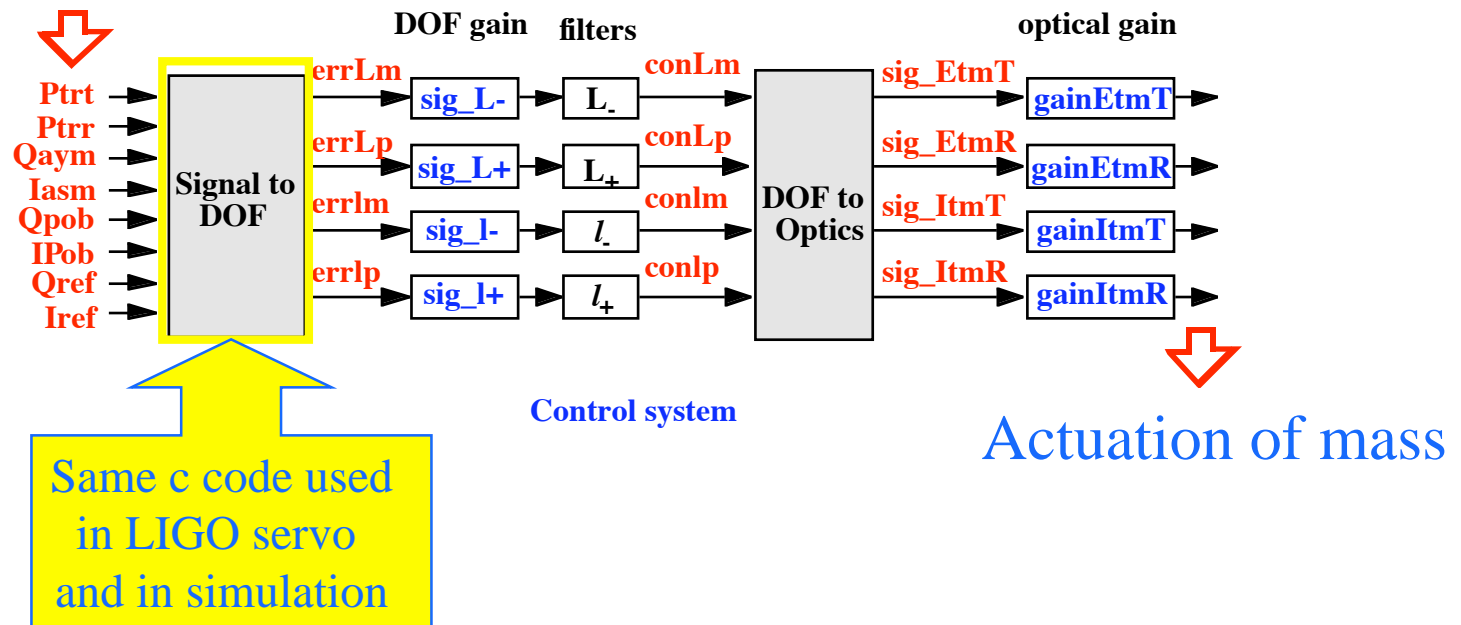 DOF gain
filters
optical gain
Ptrt
Ptrr
Qaym
Iasm
Qpob
IPob
Qref
Iref
Signal to
DOF
errLm
errLp
errlm
errlp
sig_L-
sig_L+
sig_l-
sig_l+
L-
L+
l-
l+
conLm
conLp
conlm
conlp
DOF to
Optics
sig_EtmT
sig_EtmR
sig_ItmT
sig_ItmR
gainEtmT
gainEtmR
gainItmT
gainItmR
Control system
Actuation of mass
Same c code used
in LIGO servo
and in simulation